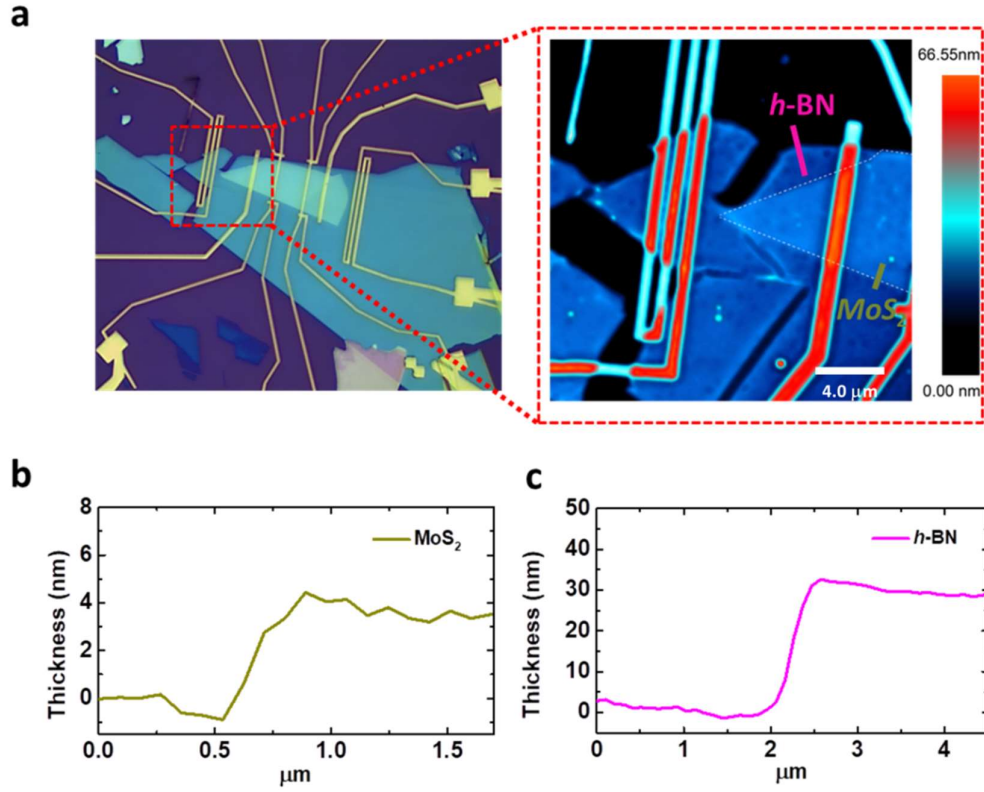 a
66.55nm
h-BN
MoS₂
4.0 μm
0.00 nm
b
8
6
4
2
0
Thickness (nm)
MoS₂
0.0
0.5
1.0
1.5
μm
c
50
40
30
20
10
0
Thickness (nm)
h-BN
0
1
2
3
4
μm